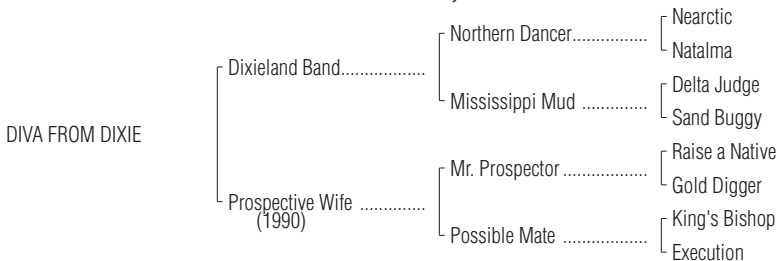 Nearctic
Northern Dancer.................
Natalma
Dixieland Band..................
Delta Judge
Mississippi Mud ..............
Sand Buggy
DIVA FROM DIXIE
Raise a Native
Mr. Prospector ..................
Gold Digger
Prospective Wife ..............
(1990)
King's Bishop
Possible Mate ..................
Execution